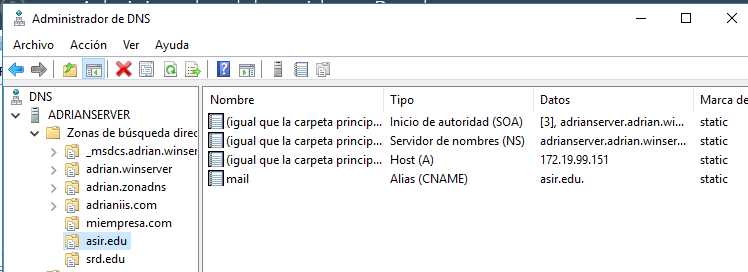 Administrador de DNS
Archivo Acción Ver Ayuda
DNS
ADRIANSERVER
Zonas de búsqueda direc
_msdcs.adrian.winser
adrian.winserver
adrian.zonadns
adrianiis.com
miempresa.com
asir.edu
srd.edu
Nombre Tipo Datos Marca de
(igual que la carpeta princip... Inicio de autoridad (SOA) [3], adrianserver.adrian.wi... static
(igual que la carpeta princip... Servidor de nombres (NS) adrianserver.adrian.winser... static
(igual que la carpeta princip... Host (A) 172.19.99.151 static
mail Alias (CNAME) asir.edu. static